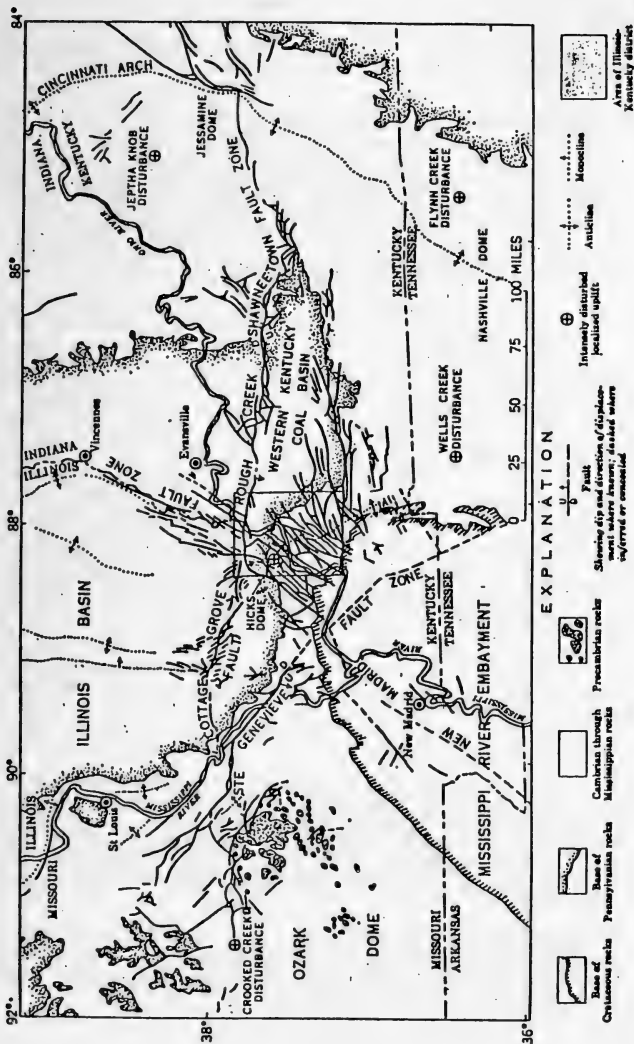 92°
90°
88°
86°
84°
38°
36°
ILLINOIS
MISSOURI
St Louis
MISSISSIPPI
RIVER
ILLINOIS
BASIN
INDIANA
ILLINOIS
Vincennes
Evansville
FAULT
ZONE
INDIANA
KENTUCKY
OHIO RIVER
CINCINNATI ARCH
JEPTHA KNOB
DISTURBANCE
JESSAMINE
DOME
CROOKED CREEK
DISTURBANCE
STE
GENEVIEVE
COTTAGE
GROVE
FAULT
HICKS
DOME
ROUGH
CREEK
SHAWNEETOWN
FAULT
ZONE
WESTERN
COAL
KENTUCKY
BASIN
OZARK
DOME
NEW
MADRID
FAULT
ZONE
New Madrid
MISSISSIPPI
RIVER
KENTUCKY
TENNESSEE
MISSOURI
ARKANSAS
MISSISSIPPI
RIVER
EMBAYMENT
WELLS CREEK
DISTURBANCE
KENTUCKY
TENNESSEE
FLYNN CREEK
DISTURBANCE
NASHVILLE DOME
0 25 50 75 100 MILES
EXPLANATION
Base of
Cretaceous rocks
Base of
Pennsylvanian rocks
Cambrian through
Mississippian rocks
Precambrian rocks
Fault
Showing dip and direction of displace-
ment where known; dashed where
inferred or concealed
Intensely disturbed
localized uplift
Anticline
Monocline
Area of Illinois-
Kentucky district